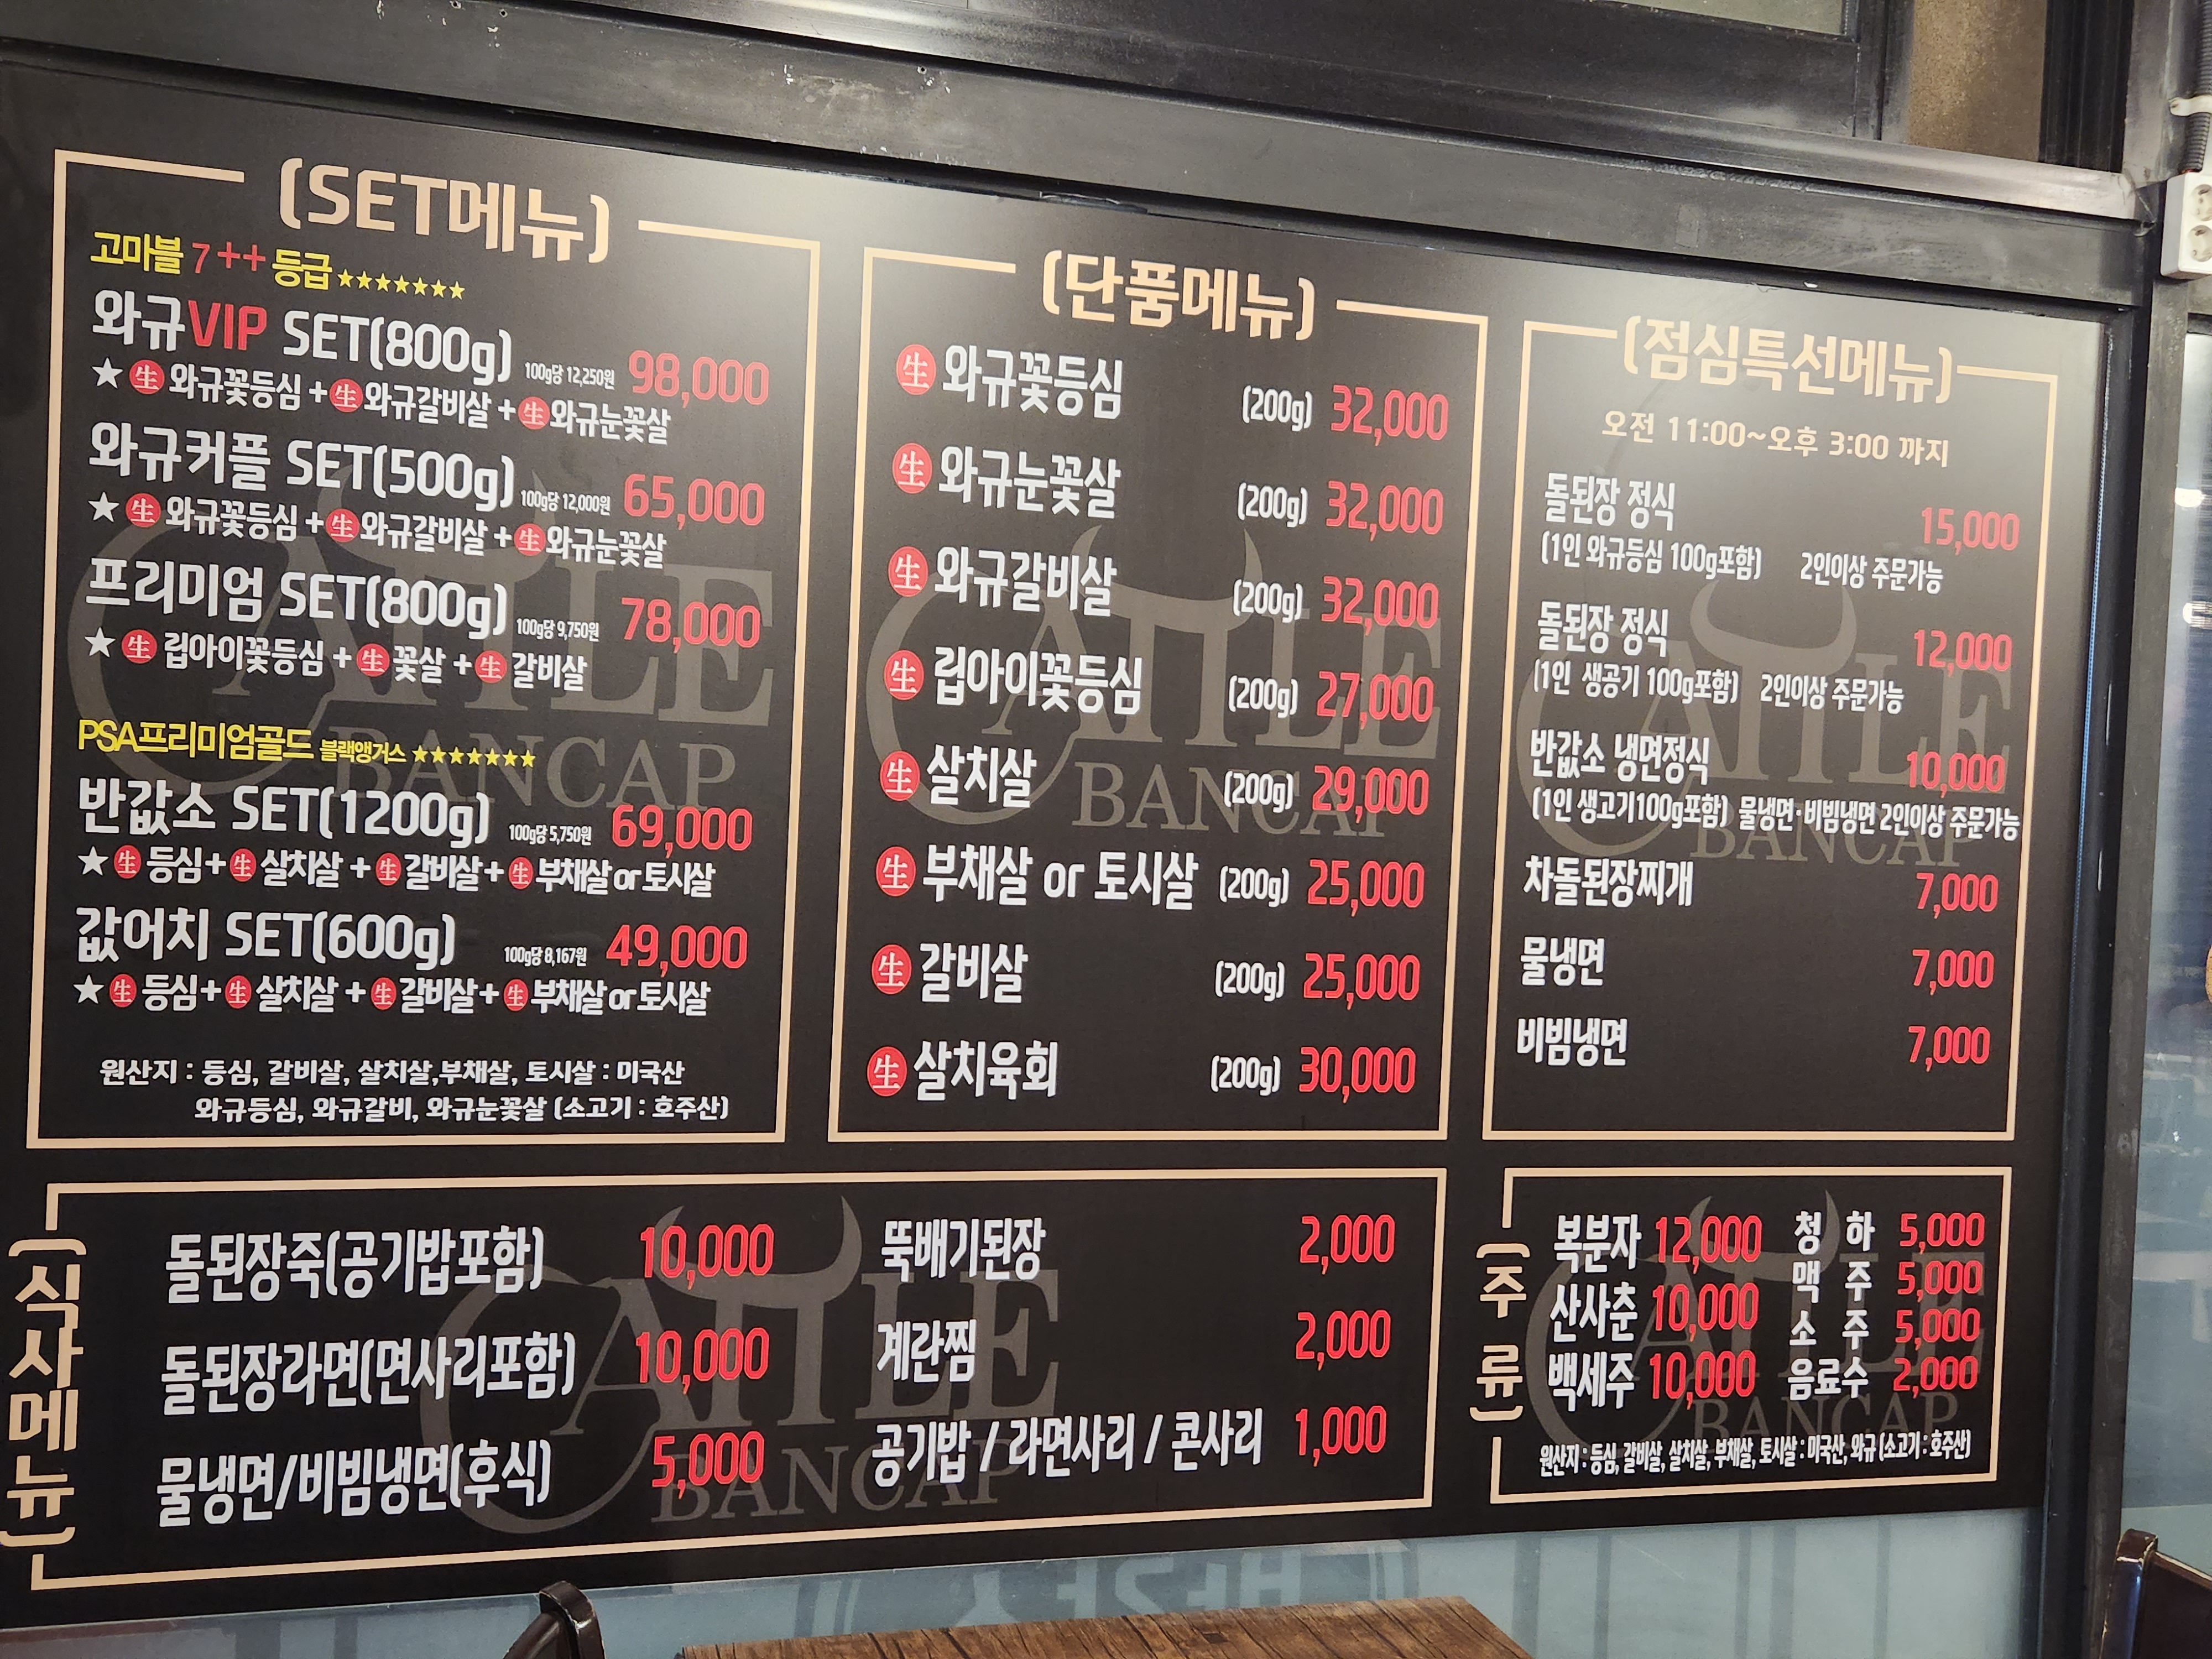 (SET메뉴)
고마블 7++ 등급 ★★★★★★★
와규VIP SET(800g) 100g당 12,250원 98,000
★ 生 와규꽃등심 + 生 와규갈비살 + 生 와규눈꽃살
와규커플 SET(500g) 100g당 12,000원 65,000
★ 生 와규꽃등심 + 生 와규갈비살 + 生 와규눈꽃살
프리미엄 SET(800g) 100g당 9,750원 78,000
★ 生 립아이꽃등심 + 生 꽃살 + 生 갈비살
PSA프리미엄골드 블랙앵거스 ★★★★★★★
반값소 SET(1200g) 100g당 5,750원 69,000
★ 生 등심 + 生 살치살 + 生 갈비살 + 生 부채살 or 토시살
값어치 SET(600g) 100g당 8,167원 49,000
★ 生 등심 + 生 살치살 + 生 갈비살 + 生 부채살 or 토시살
원산지 : 등심, 갈비살, 살치살,부채살, 토시살 : 미국산
와규등심, 와규갈비, 와규눈꽃살 (소고기 : 호주산)
CATTLE
BANCAP
(단품메뉴)
生 와규꽃등심 (200g) 32,000
生 와규눈꽃살 (200g) 32,000
生 와규갈비살 (200g) 32,000
生 립아이꽃등심 (200g) 27,000
生 살치살 (200g) 29,000
生 부채살 or 토시살 (200g) 25,000
生 갈비살 (200g) 25,000
生 살치육회 (200g) 30,000
CATTLE
BANCAP
(점심특선메뉴)
오전 11:00~오후 3:00 까지
돌된장 정식 15,000
(1인 와규등심 100g포함) 2인이상 주문가능
돌된장 정식 12,000
(1인 생공기 100g포함) 2인이상 주문가능
반값소 냉면정식 10,000
(1인 생고기100g포함) 물냉면·비빔냉면 2인이상 주문가능
차돌된장찌개 7,000
물냉면 7,000
비빔냉면 7,000
CATTLE
BANCAP
(식사메뉴)
돌된장죽(공기밥포함) 10,000
돌된장라면(면사리포함) 10,000
물냉면/비빔냉면(후식) 5,000
뚝배기된장 2,000
계란찜 2,000
공기밥 / 라면사리 / 콘사리 1,000
CATTLE
BANCAP
(주류)
복분자 12,000 청 하 5,000
산사춘 10,000 맥 주 5,000
백세주 10,000 소 주 5,000
음료수 2,000
원산지 : 등심, 갈비살, 살치살, 부채살, 토시살 : 미국산, 와규 (소고기 : 호주산)
CATTLE
BANCAP